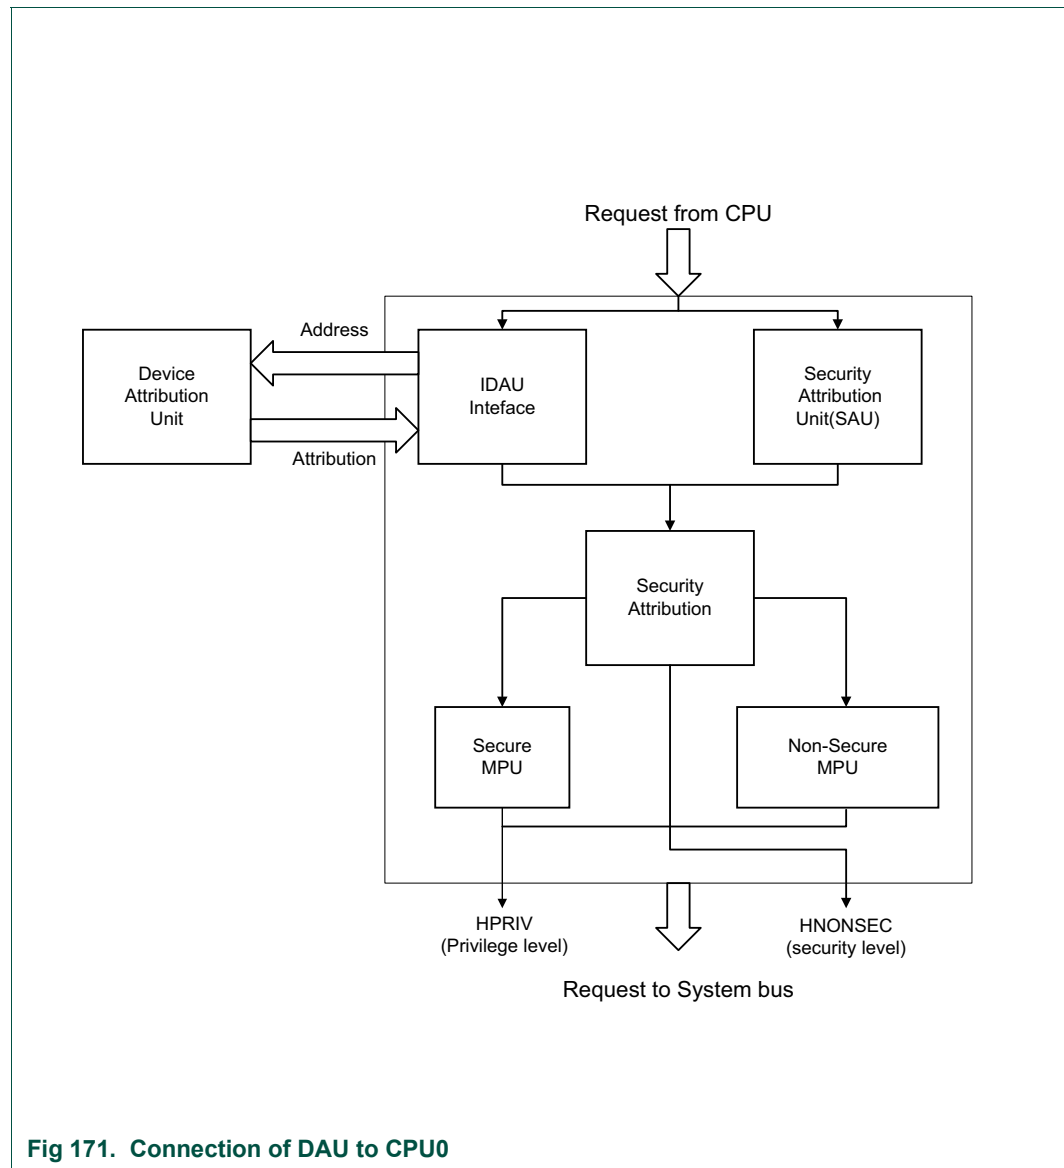 Request from CPU
Address
Device
Attribution
Unit
IDAU
Inteface
Security
Attribution
Unit(SAU)
Attribution
Security
Attribution
Secure
MPU
Non-Secure
MPU
HPRIV
(Privilege level)
HNONSEC
(security level)
Request to System bus
Fig 171. Connection of DAU to CPU0